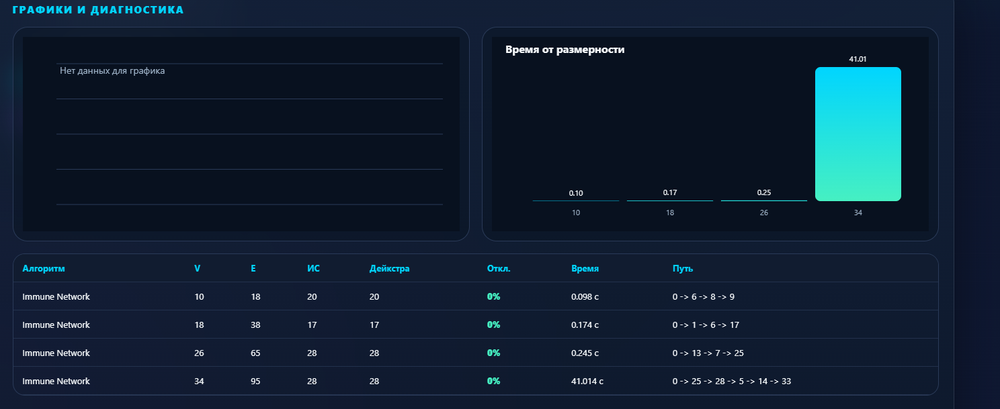 ГРАФИКИ И ДИАГНОСТИКА
Нет данных для графика
Время от размерности
41.01
0.10 0.17 0.25
10 18 26 34
Алгоритм V E ИС Дейкстра Откл. Время Путь
Immune Network 10 18 20 20 0% 0.098 с 0 -> 6 -> 8 -> 9
Immune Network 18 38 17 17 0% 0.174 с 0 -> 1 -> 6 -> 17
Immune Network 26 65 28 28 0% 0.245 с 0 -> 13 -> 7 -> 25
Immune Network 34 95 28 28 0% 41.014 с 0 -> 25 -> 28 -> 5 -> 14 -> 33